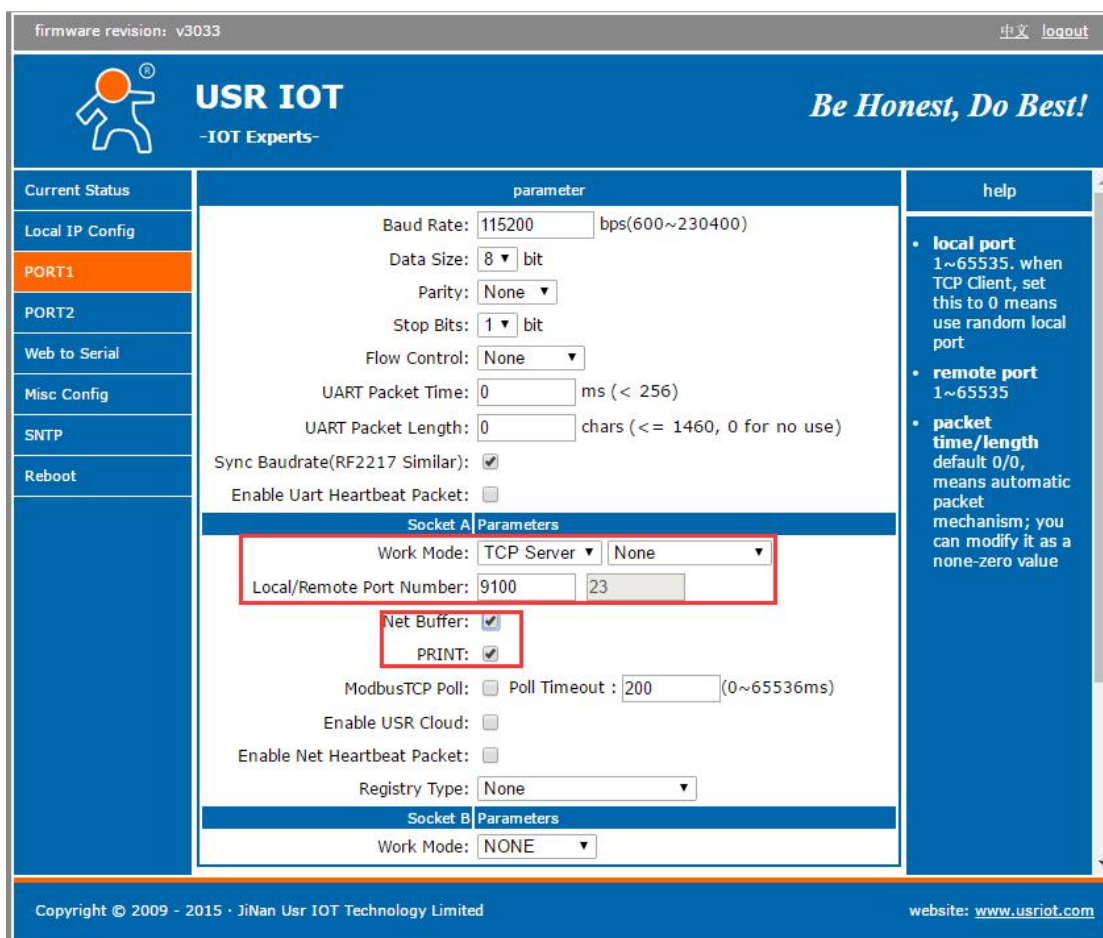 firmware revision: v3033
中文 logout
®
USR IOT
-IOT Experts-
Be Honest, Do Best!
Current Status
Local IP Config
PORT1
PORT2
Web to Serial
Misc Config
SNTP
Reboot
parameter
Baud Rate: 115200 bps(600~230400)
Data Size: 8 bit
Parity: None
Stop Bits: 1 bit
Flow Control: None
UART Packet Time: 0 ms (< 256)
UART Packet Length: 0 chars (<= 1460, 0 for no use)
Sync Baudrate(RF2217 Similar):
Enable Uart Heartbeat Packet:
Socket A Parameters
Work Mode: TCP Server None
Local/Remote Port Number: 9100 23
Net Buffer:
PRINT:
ModbusTCP Poll: Poll Timeout : 200 (0~65536ms)
Enable USR Cloud:
Enable Net Heartbeat Packet:
Registry Type: None
Socket B Parameters
Work Mode: NONE
help
• local port
1~65535. when
TCP Client, set
this to 0 means
use random local
port
• remote port
1~65535
• packet
time/length
default 0/0,
means automatic
packet
mechanism; you
can modify it as a
none-zero value
Copyright © 2009 - 2015 · JiNan Usr IOT Technology Limited
website: www.usriot.com